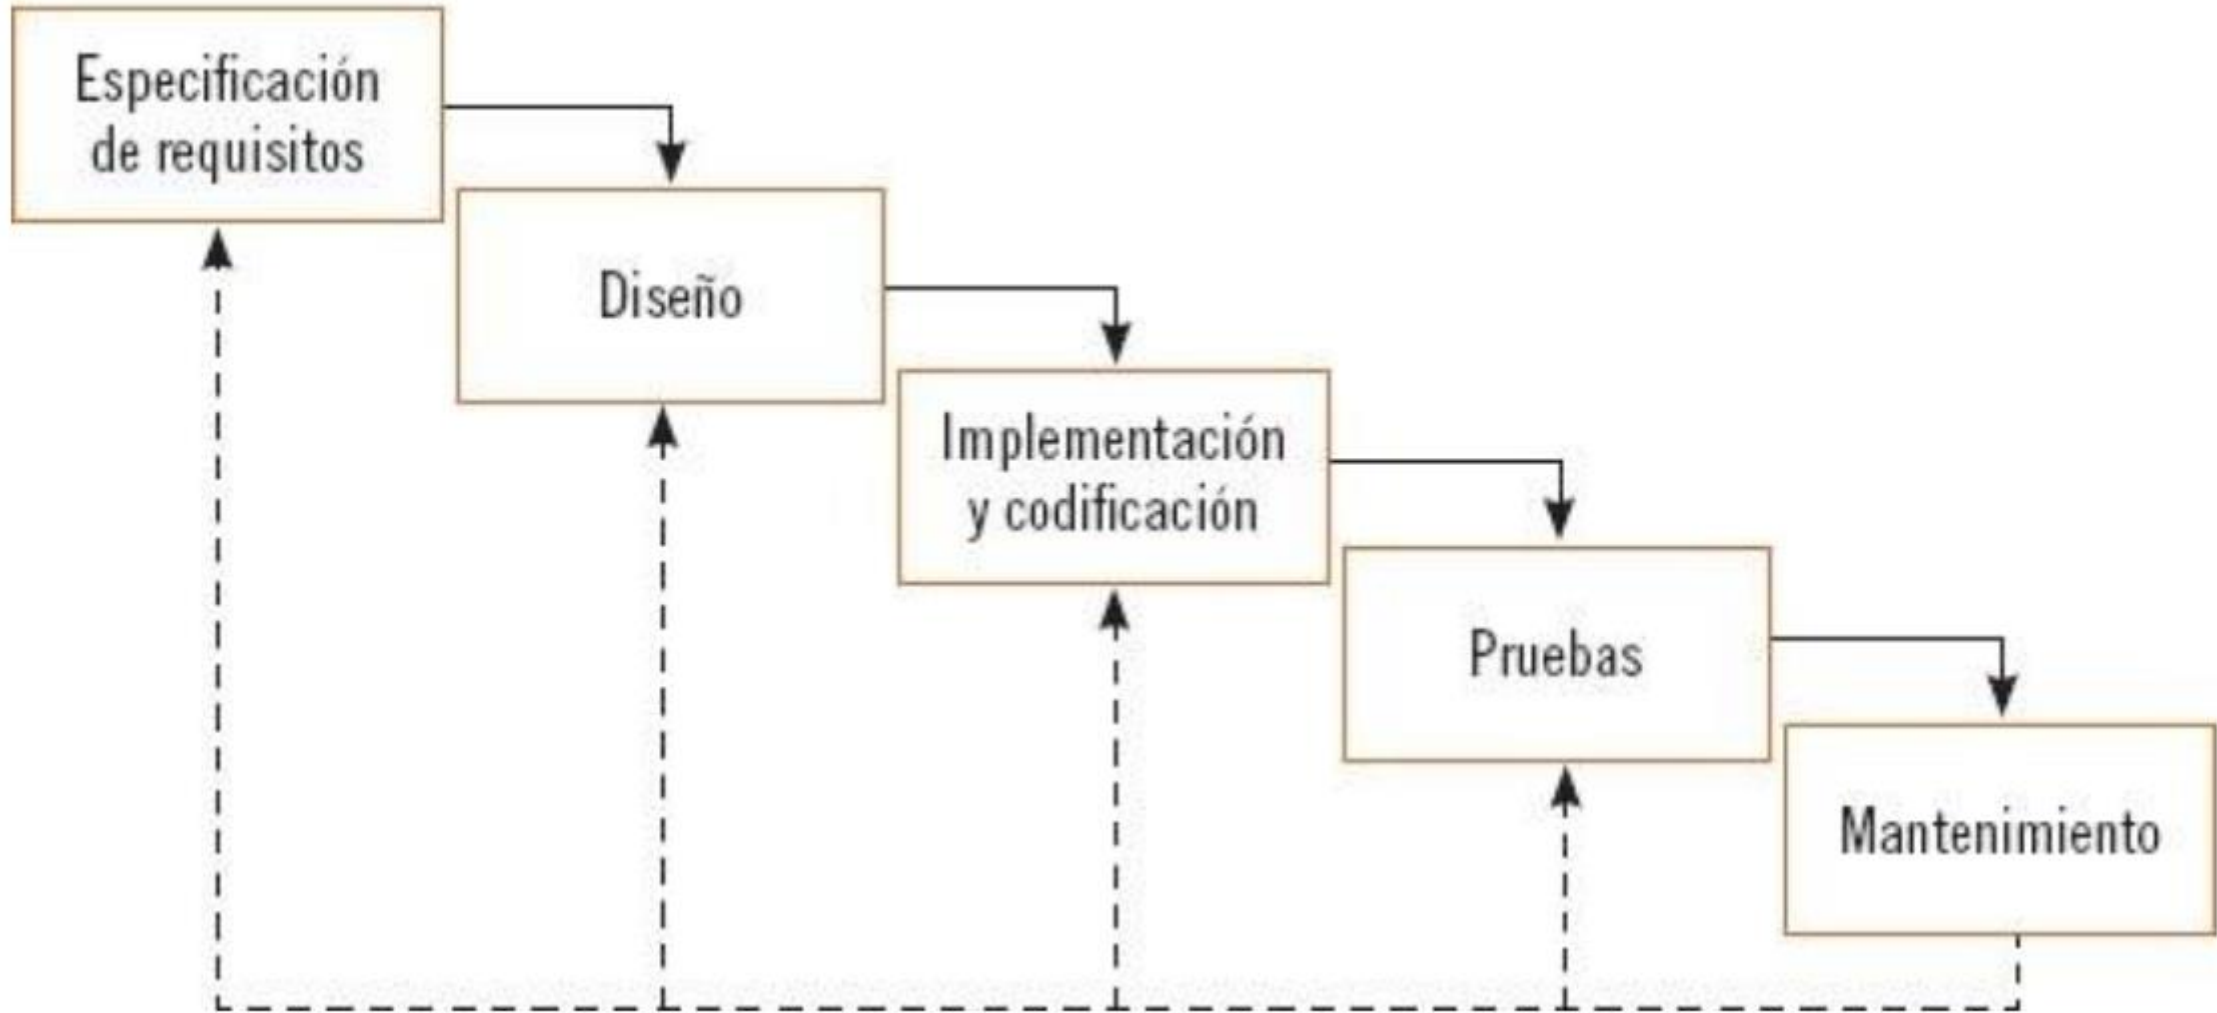 Especificación
de requisitos
Diseño
Implementación
y codificación
Pruebas
Mantenimiento